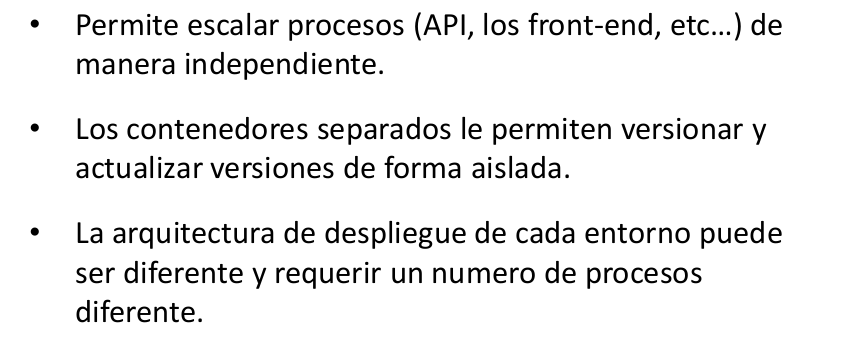 • Permite escalar procesos (API, los front-end, etc…) de
manera independiente.
• Los contenedores separados le permiten versionar y
actualizar versiones de forma aislada.
• La arquitectura de despliegue de cada entorno puede
ser diferente y requerir un numero de procesos
diferente.